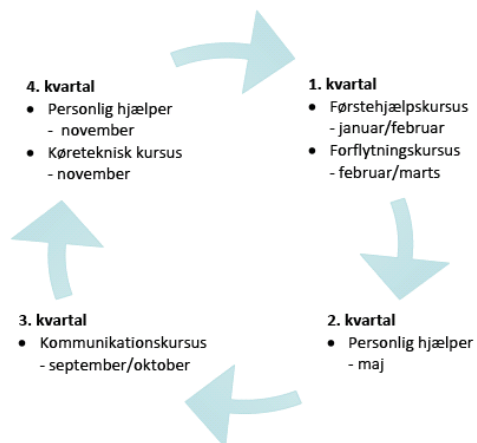 1. kvartal
• Førstehjælpskursus
- januar/februar
• Forflytningskursus
- februar/marts
2. kvartal
• Personlig hjælper
- maj
3. kvartal
• Kommunikationskursus
- september/oktober
4. kvartal
• Personlig hjælper
- november
• Køreteknisk kursus
- november